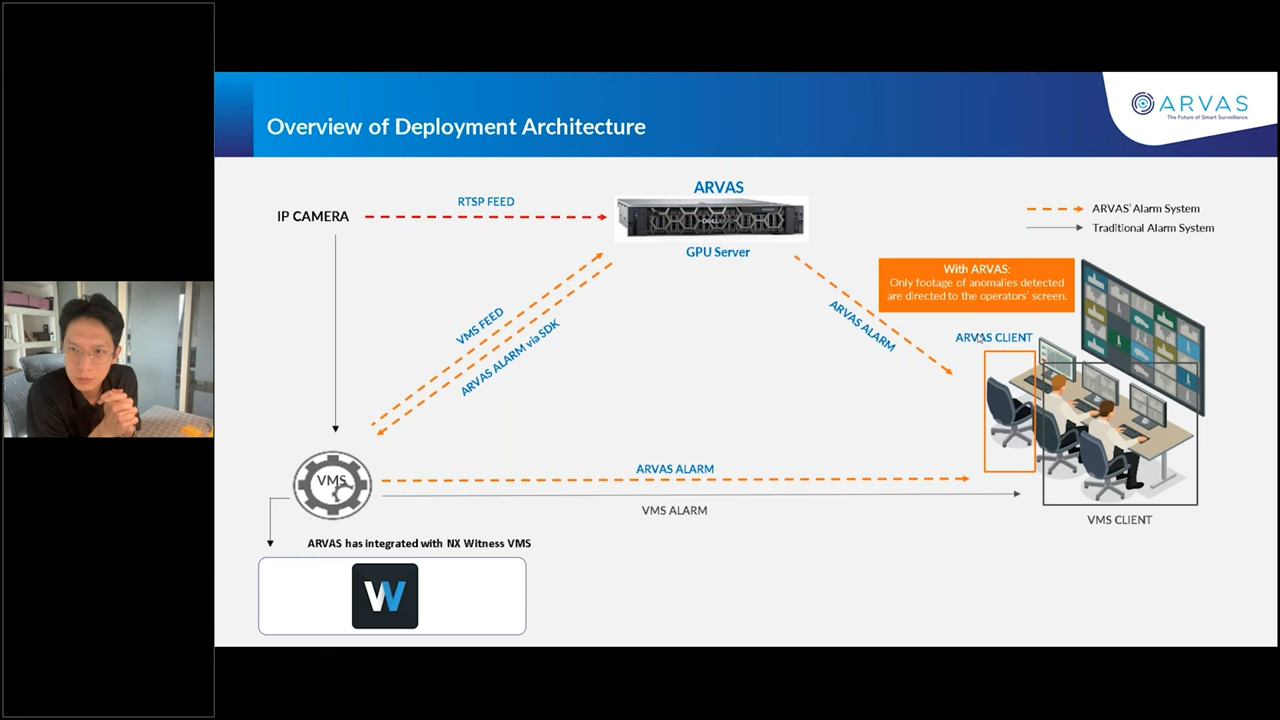 Overview of Deployment Architecture
ARVAS
The Future of Smart Surveillance
ARVAS
IP CAMERA
RTSP FEED
GPU Server
ARVAS' Alarm System
Traditional Alarm System
With ARVAS:
Only footage of anomalies detected
are directed to the operators' screen.
VMS FEED
ARVAS ALARM via SDK
ARVAS ALARM
ARVAS CLIENT
VMS
ARVAS ALARM
VMS ALARM
VMS CLIENT
ARVAS has integrated with NX Witness VMS
W